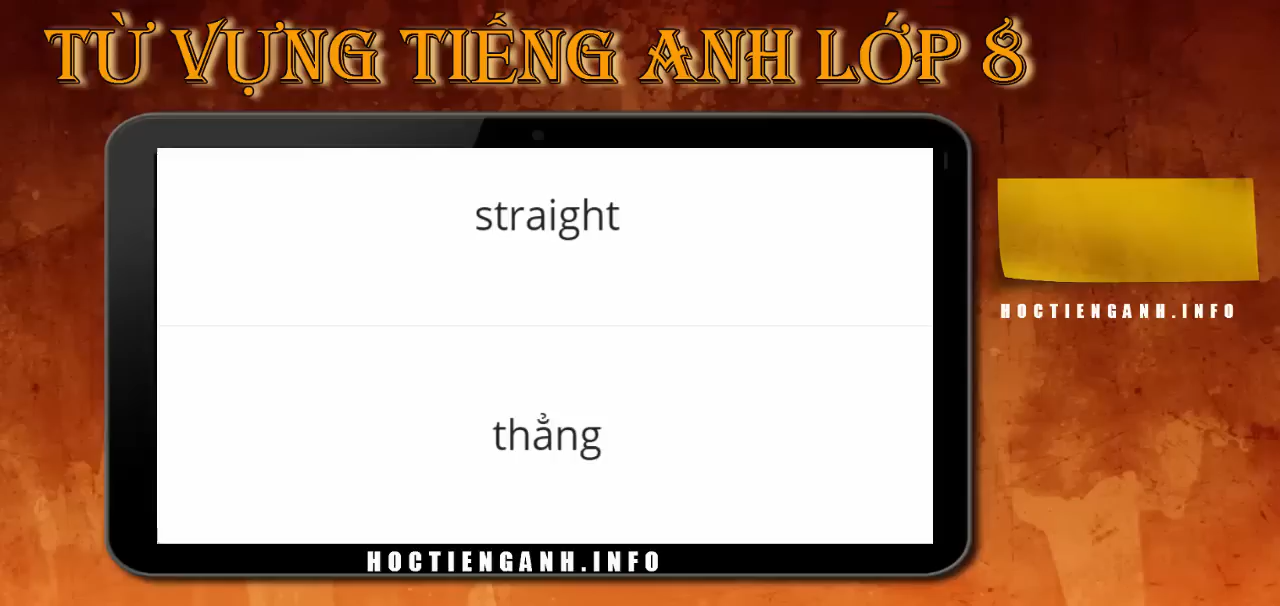 TỪ VỰNG TIẾNG ANH LỚP 8
straight
thẳng
HOCTIENGANH.INFO
HOCTIENGANH.INFO